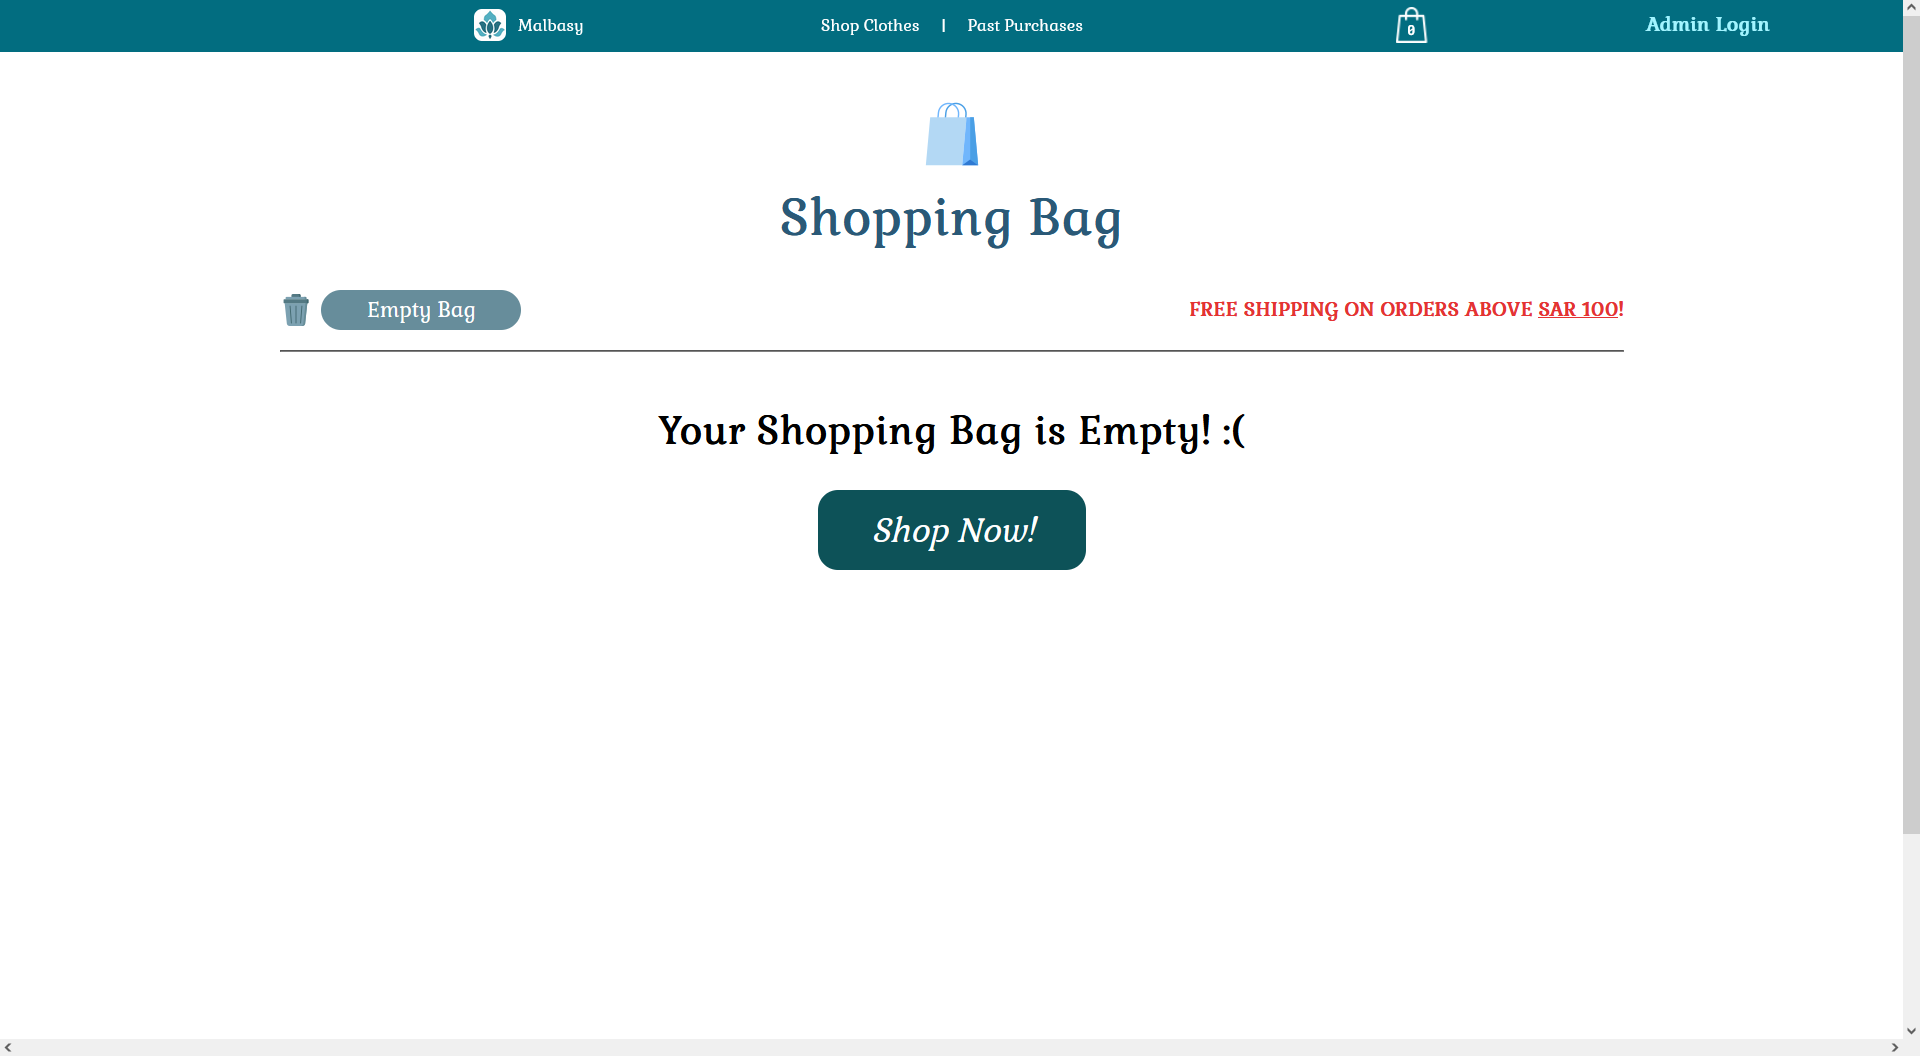 Malbasy
Shop Clothes | Past Purchases
0
Admin Login
Shopping Bag
Empty Bag
FREE SHIPPING ON ORDERS ABOVE SAR 100!
Your Shopping Bag is Empty! :(
Shop Now!